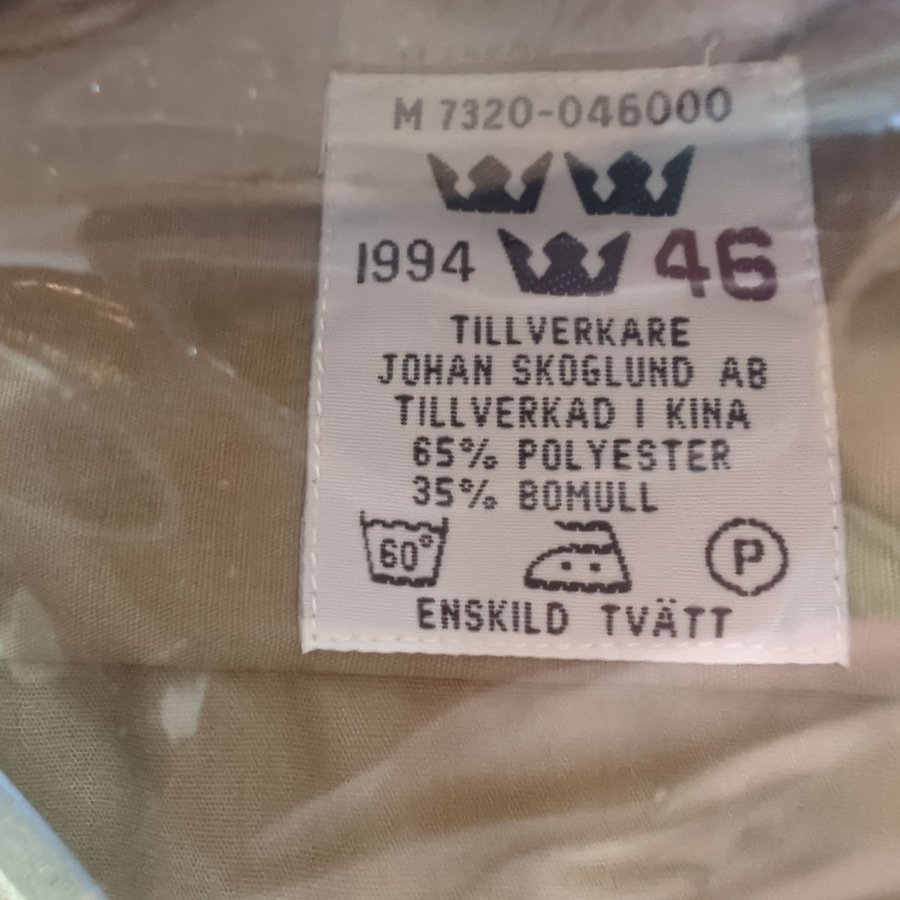 M 7320-046000
1994 46
TILLVERKARE
JOHAN SKOGLUND AB
TILLVERKAD I KINA
65% POLYESTER
35% BOMULL
60° P
ENSKILD TVÄTT